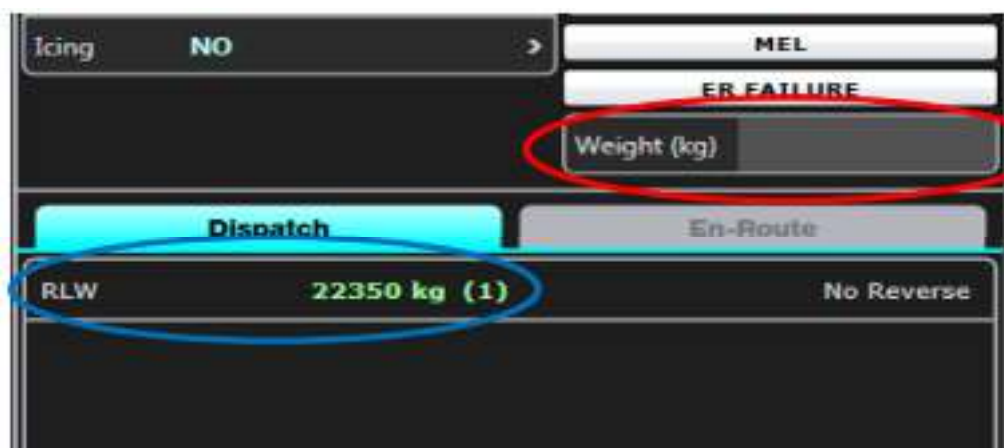 Icing NO >
MEL
ER FAILURE
Weight (kg)
Dispatch
En-Route
RLW 22350 kg (1) No Reverse